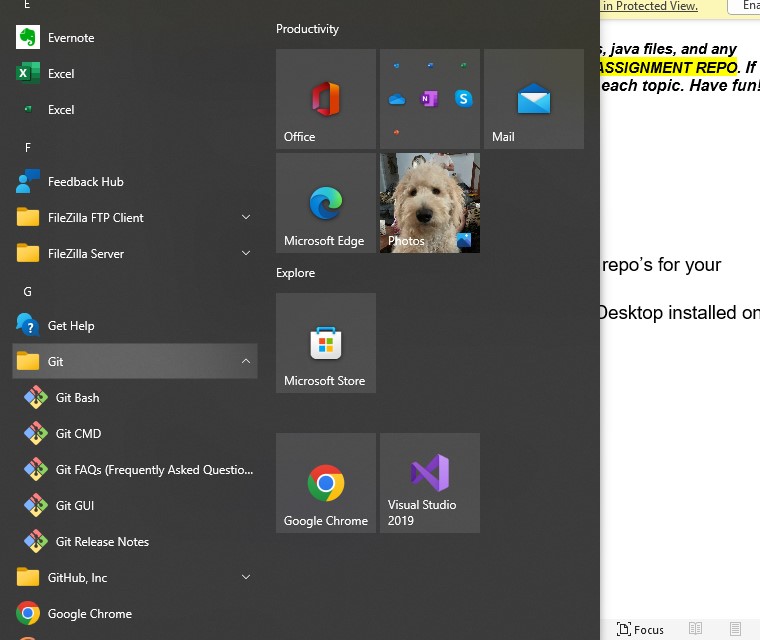 E
Evernote
Excel
Excel
F
Feedback Hub
FileZilla FTP Client
FileZilla Server
G
Get Help
Git
Git Bash
Git CMD
Git FAQs (Frequently Asked Questio...
Git GUI
Git Release Notes
GitHub, Inc
Google Chrome
Productivity
Office
Mail
Microsoft Edge
Photos
Explore
Microsoft Store
Google Chrome
Visual Studio
2019
in Protected View.
Ena
s, java files, and any
ASSIGNMENT REPO. If
each topic. Have fun!
repo’s for your
Desktop installed on
Focus